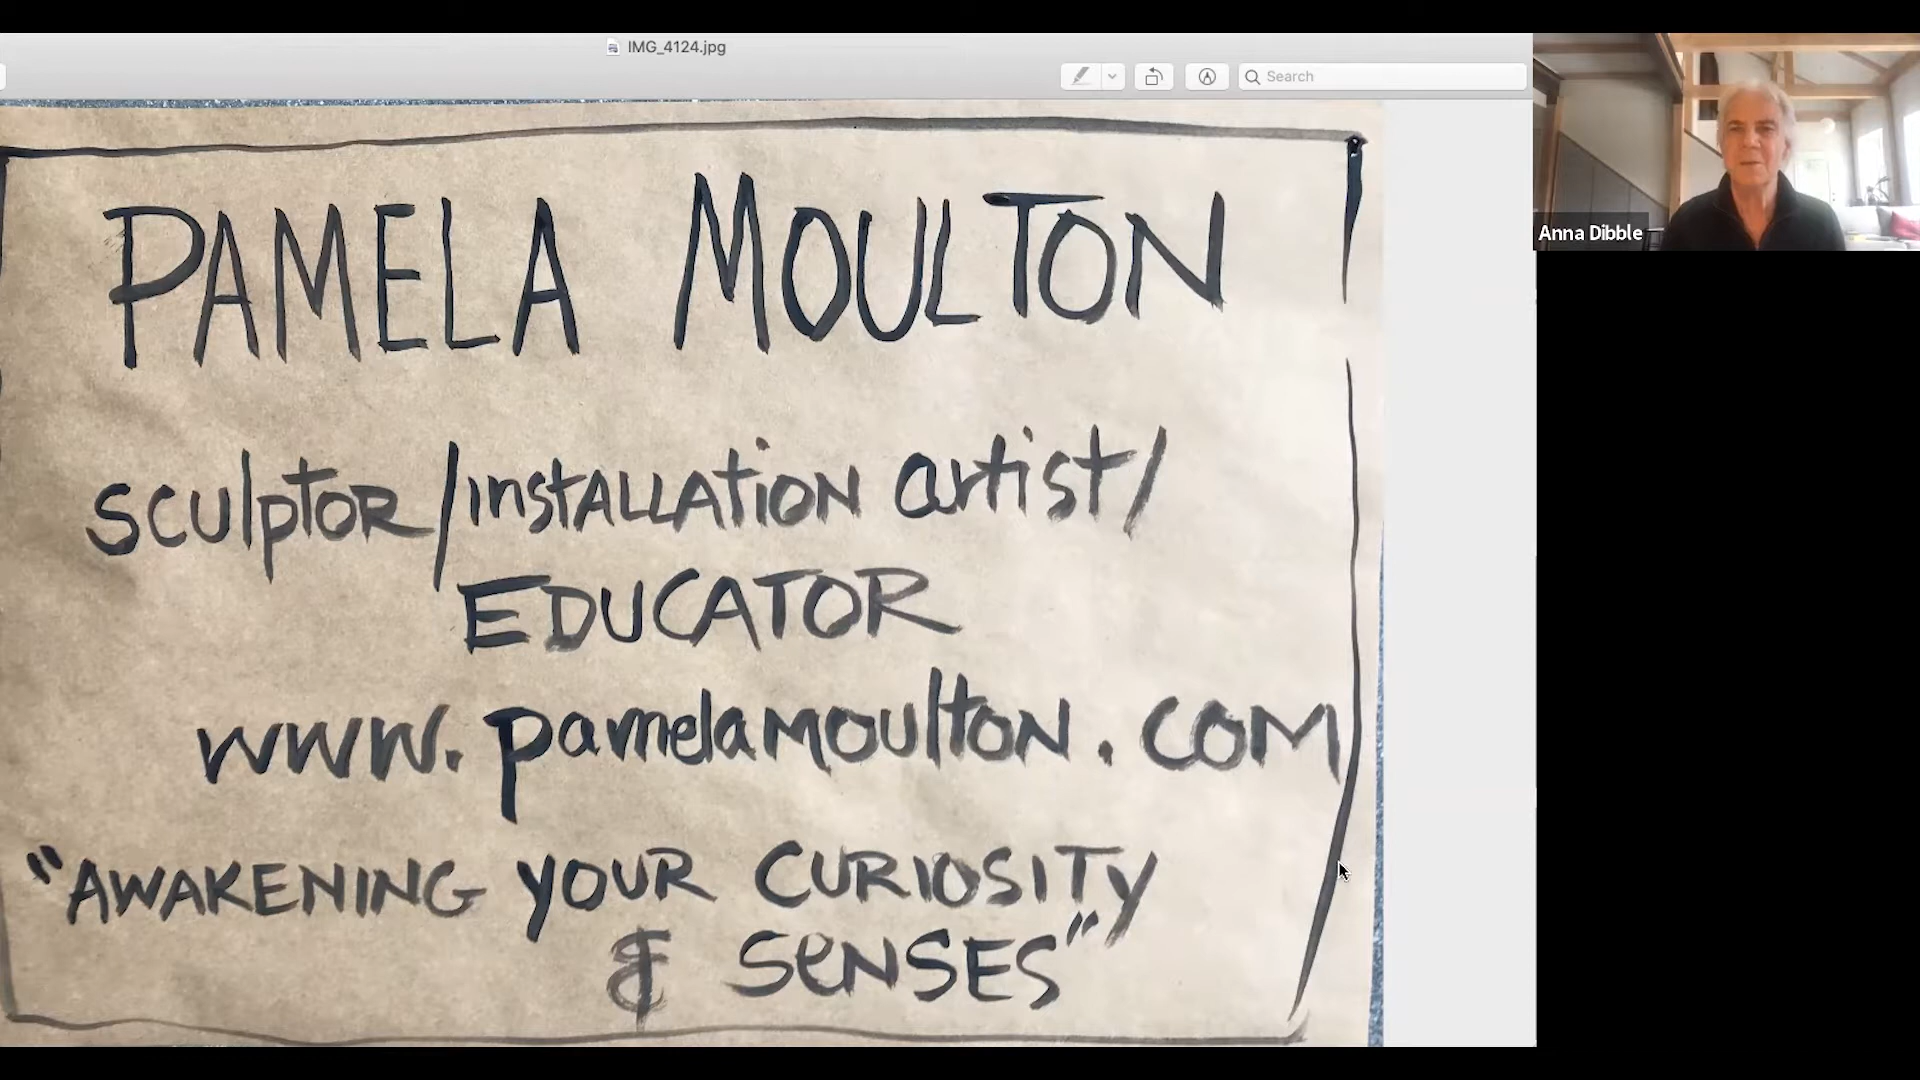 IMG_4124.jpg
Search
PAMELA MOULTON
sculptor/installation artist/
EDUCATOR
www.pamelamoulton.com
"AWAKENING YOUR CURIOSITY
& SENSES"
Anna Dibble